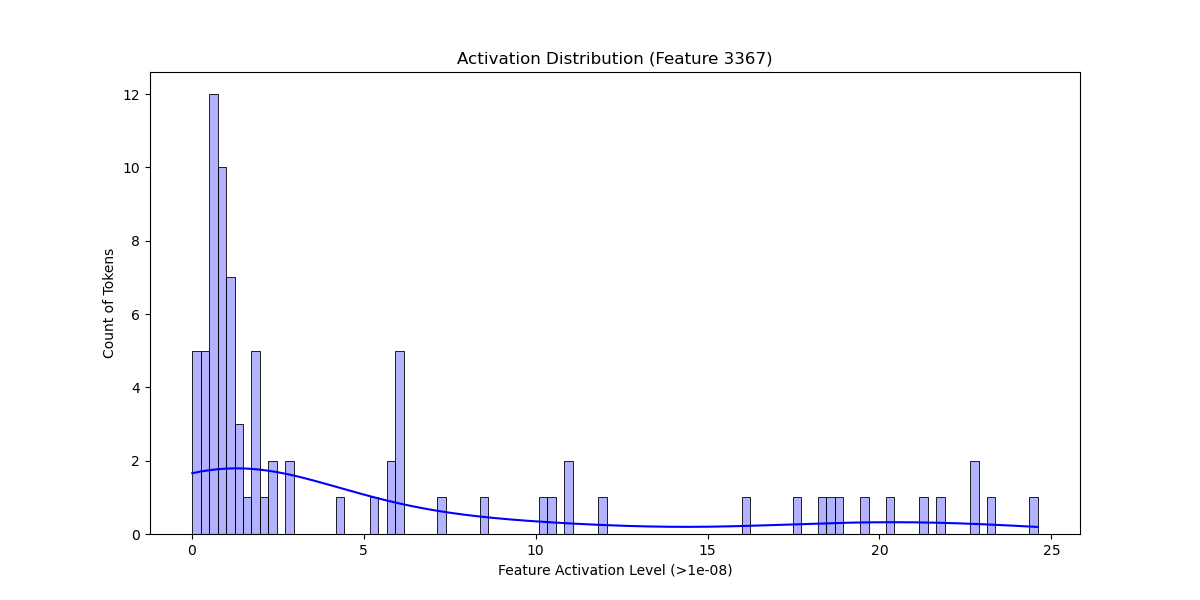 Activation Distribution (Feature 3367)
12
10
8
6
4
2
0
Count of Tokens
0 5 10 15 20 25
Feature Activation Level (>1e-08)